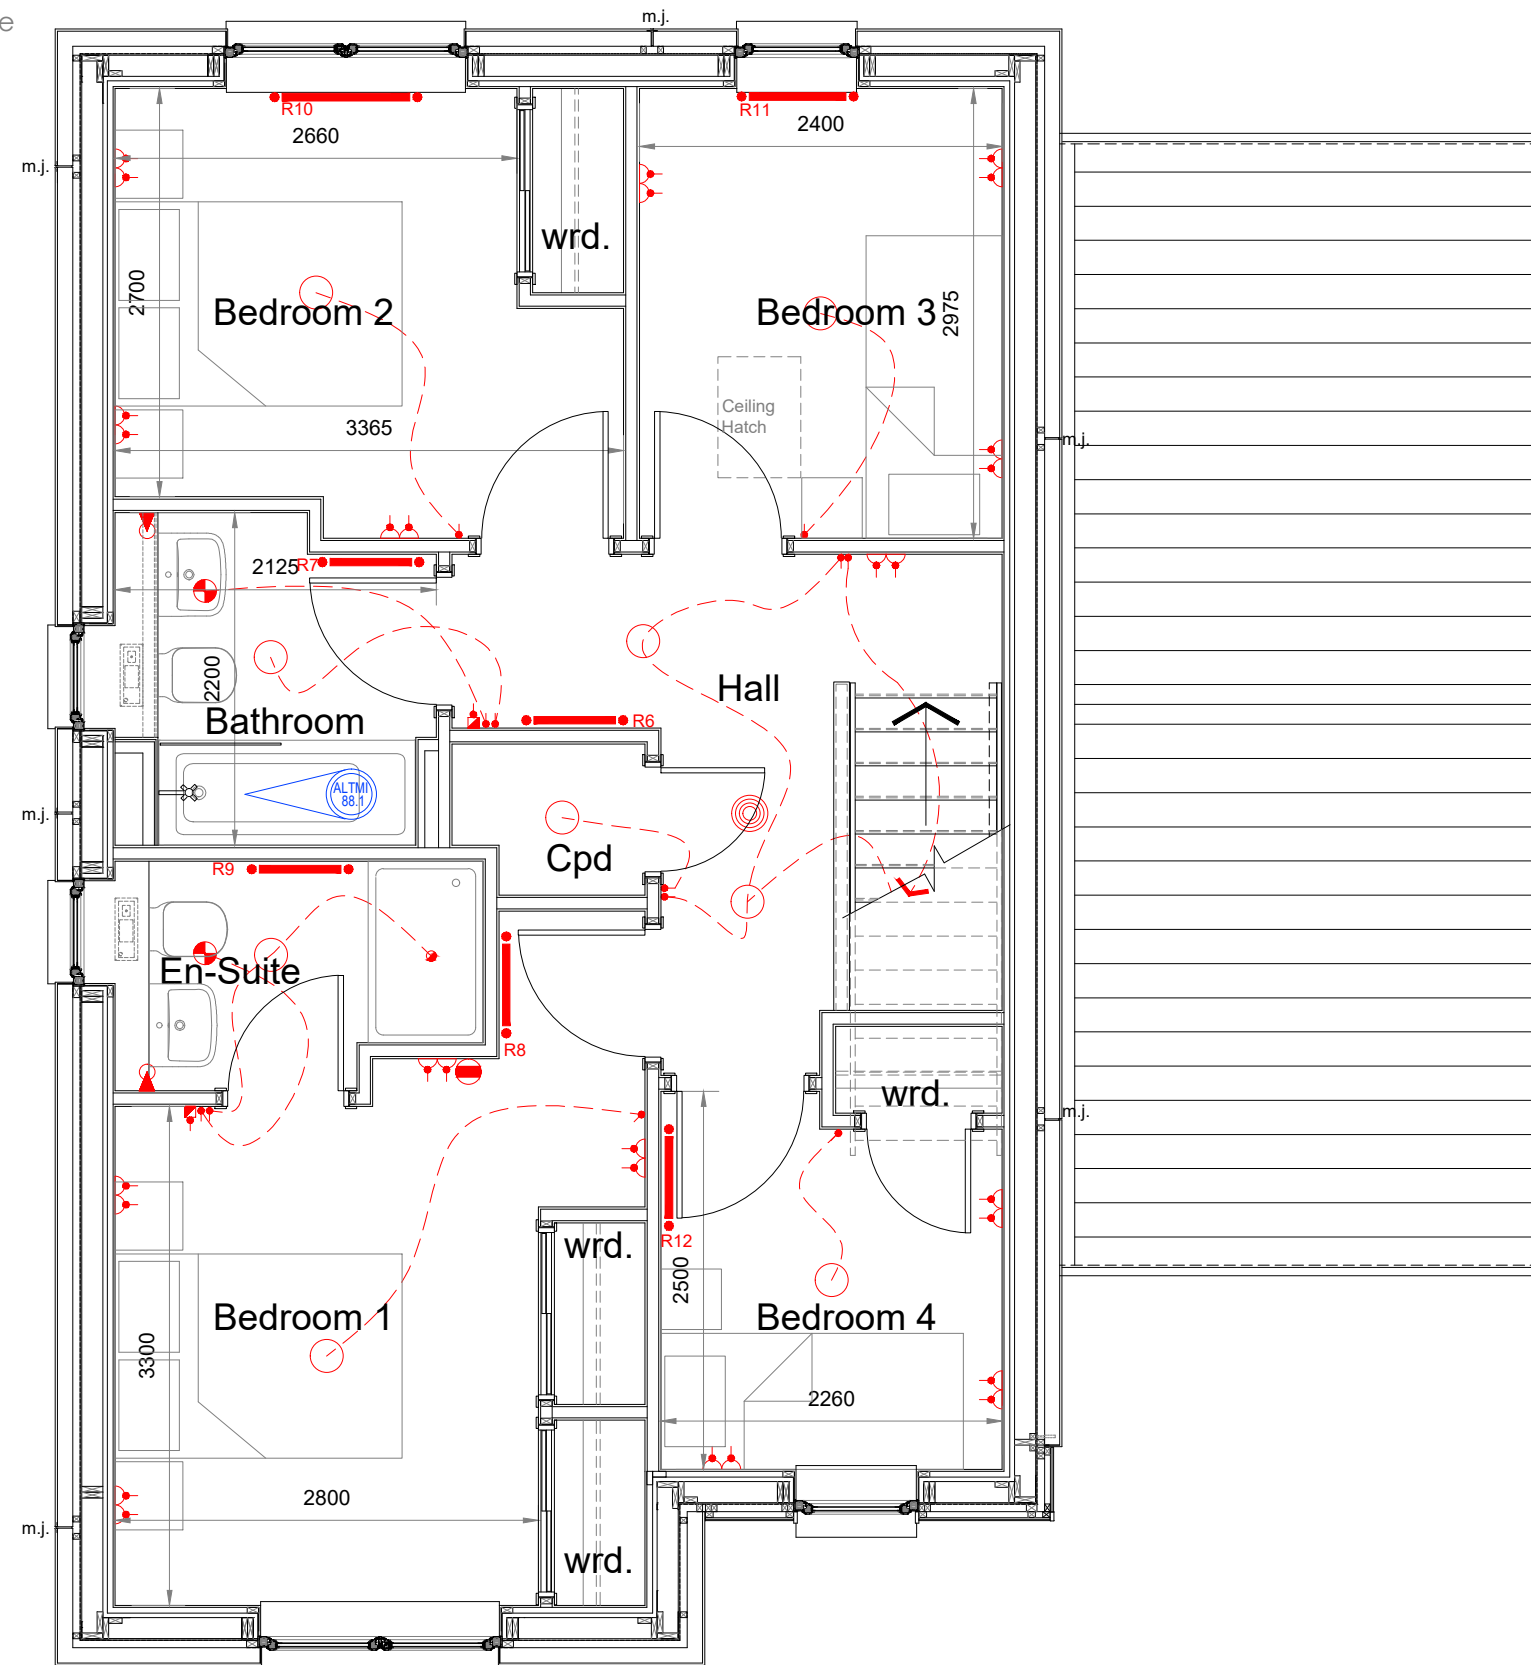 e
m.j.
R10
R11
2660
2400
m.j.
wrd.
2700
Bedroom 2
Bedroom 3
2975
Ceiling
Hatch
3365
m.j.
2125
R7
2200
Hall
Bathroom
R6
ALTMI
88.1
m.j.
Cpd
R9
En-Suite
R8
wrd.
m.j.
R12
wrd.
2500
Bedroom 1
Bedroom 4
3300
2260
2800
m.j.
wrd.